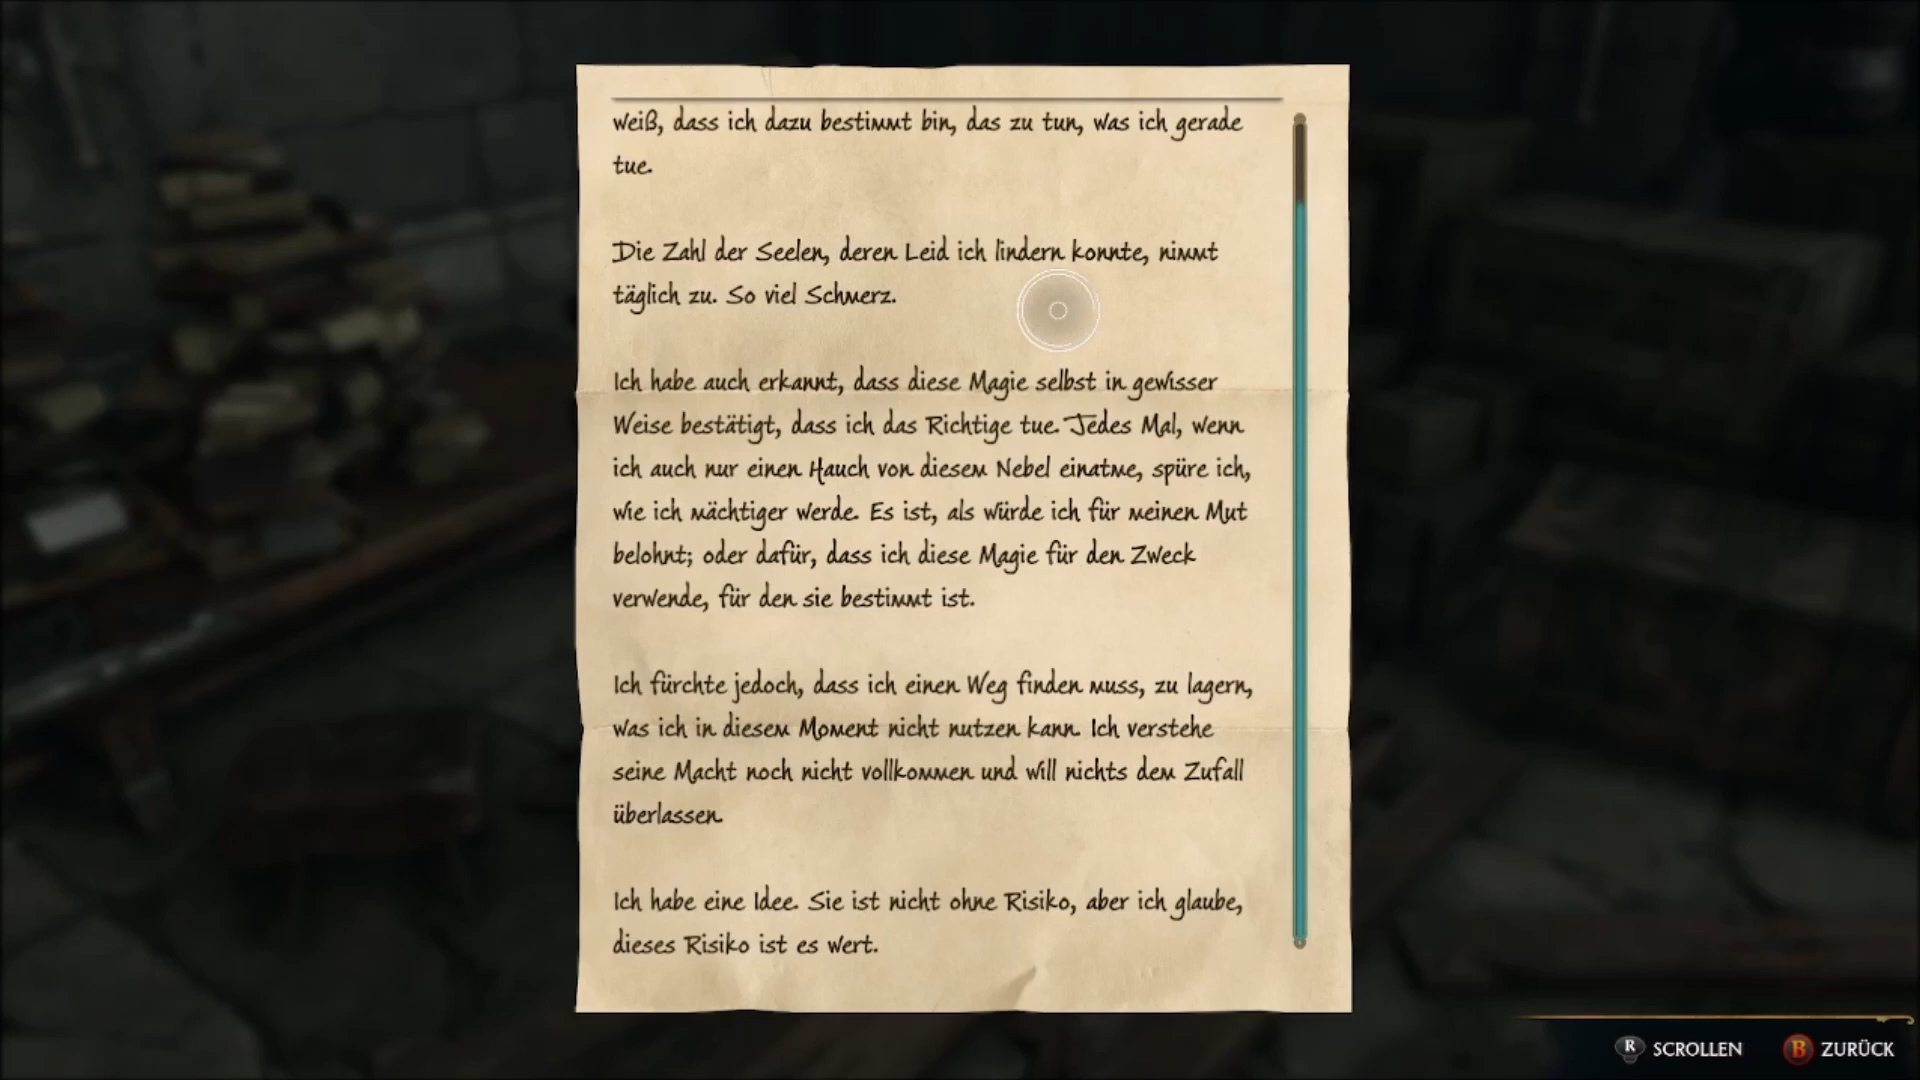 weiß, dass ich dazu bestimmt bin, das zu tun, was ich gerade
tue.
Die Zahl der Seelen, deren Leid ich lindern konnte, nimmt
täglich zu. So viel Schmerz.
Ich habe auch erkannt, dass diese Magie selbst in gewisser
Weise bestätigt, dass ich das Richtige tue. Jedes Mal, wenn
ich auch nur einen Hauch von diesem Nebel einatme, spüre ich,
wie ich mächtiger werde. Es ist, als würde ich für meinen Mut
belohnt; oder dafür, dass ich diese Magie für den Zweck
verwende, für den sie bestimmt ist.
Ich fürchte jedoch, dass ich einen Weg finden muss, zu lagern,
was ich in diesem Moment nicht nutzen kann. Ich verstehe
seine Macht noch nicht vollkommen und will nichts dem Zufall
überlassen.
Ich habe eine Idee. Sie ist nicht ohne Risiko, aber ich glaube,
dieses Risiko ist es wert.
R SCROLLEN B ZURÜCK